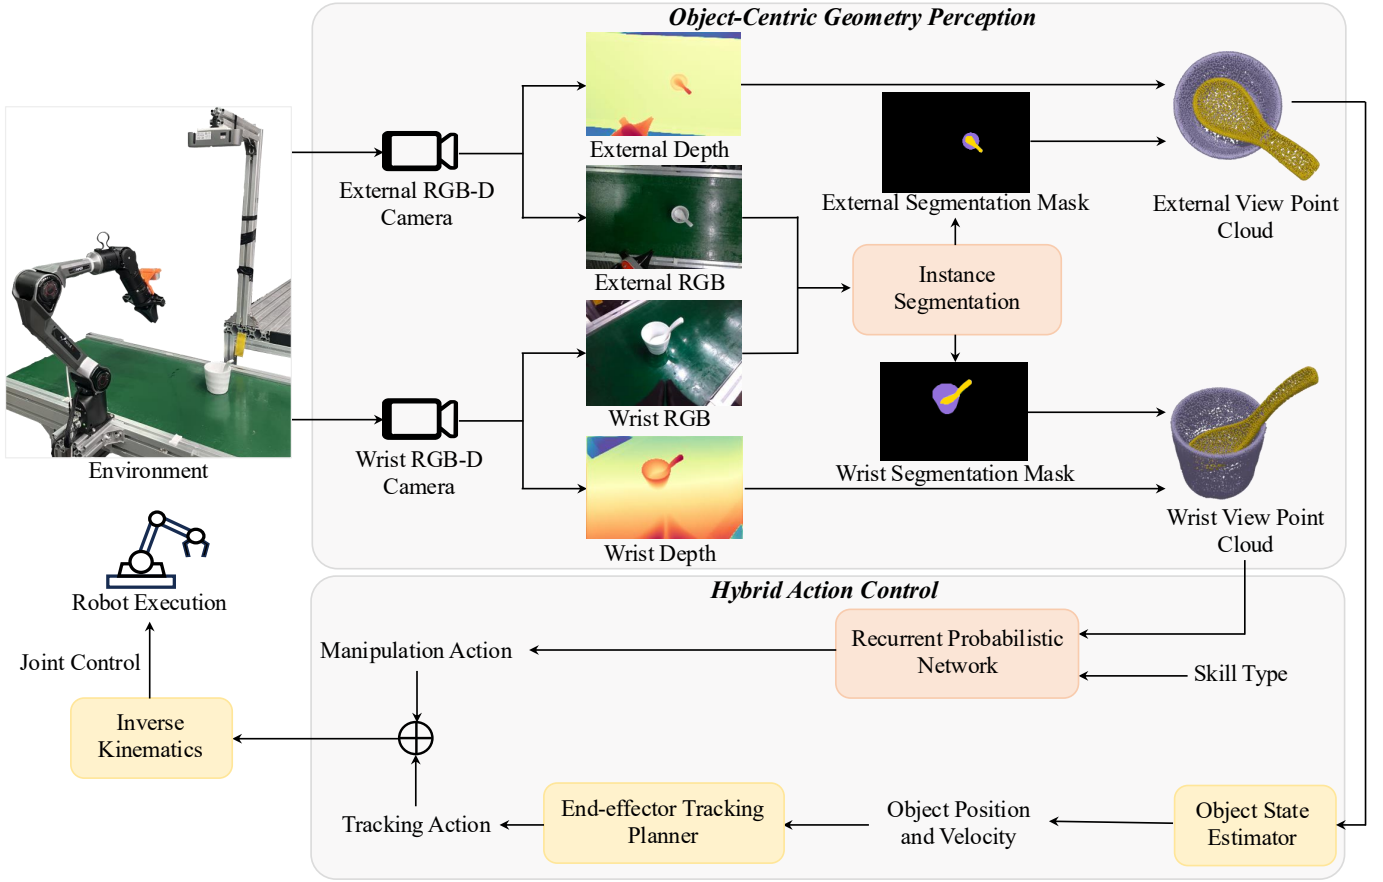 Object-Centric Geometry Perception
External Depth
External RGB-D
Camera
External RGB
External Segmentation Mask
External View Point
Cloud
Instance
Segmentation
Wrist RGB
Wrist RGB-D
Camera
Wrist Segmentation Mask
Wrist Depth
Wrist View Point
Cloud
Environment
Robot Execution
Joint Control
Inverse
Kinematics
Hybrid Action Control
Manipulation Action
Recurrent Probabilistic
Network
Skill Type
Tracking Action
End-effector Tracking
Planner
Object Position
and Velocity
Object State
Estimator